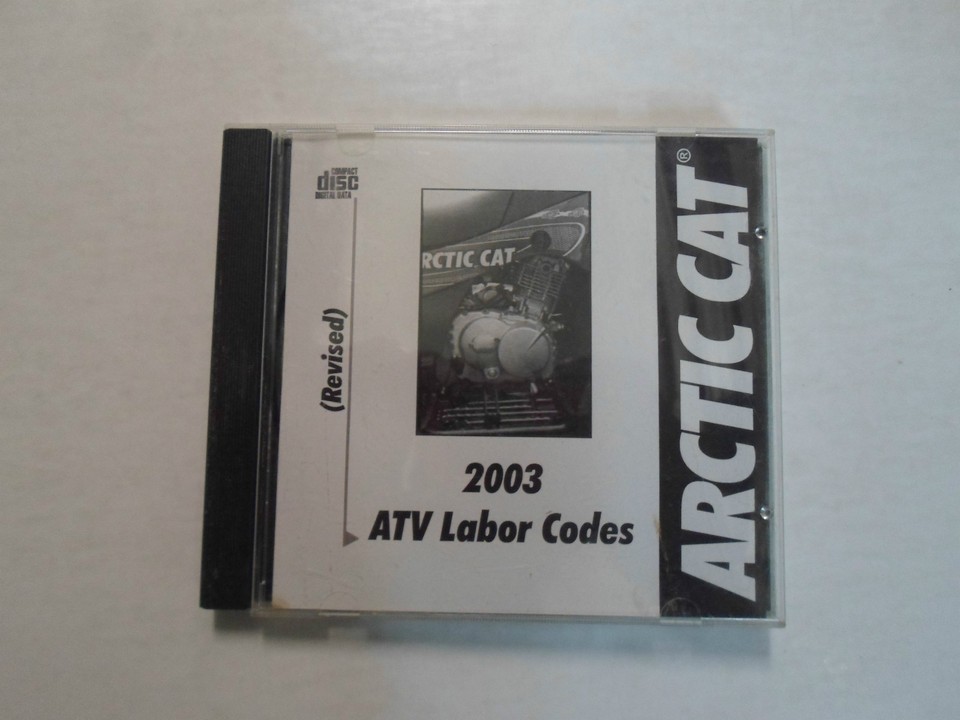 COMPACT
disc
DIGITAL DATA
(Revised)
RCTIC CAT
2003
ATV Labor Codes
ARCTIC CAT®